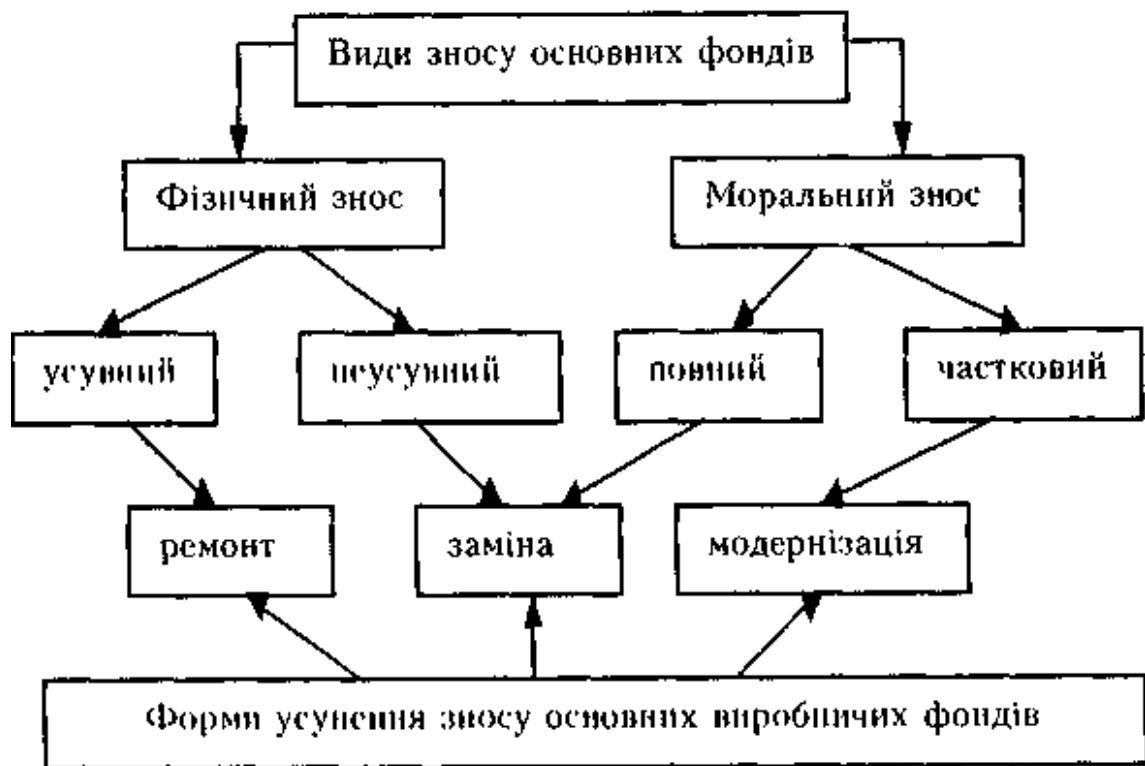 Види зносу основних фондів
Фізичний знос
Моральний знос
усувний
неусувний
повний
частковий
ремонт
заміна
модернізація
Форми усунення зносу основних виробничих фондів